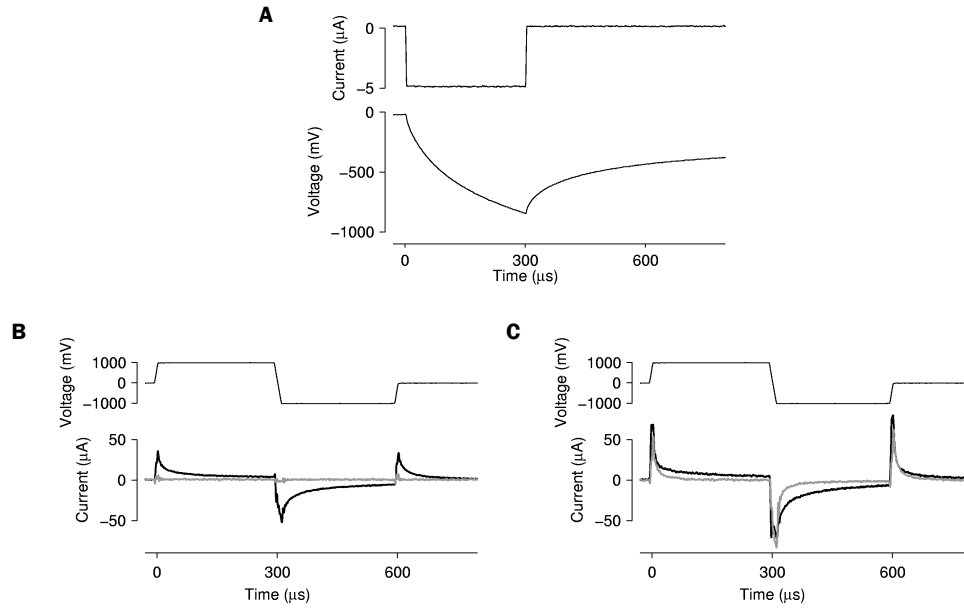 A
Current (μA)
0
−5
Voltage (mV)
0
−500
−1000
0 300 600
Time (μs)
B
Voltage (mV)
1000
0
−1000
Current (μA)
50
0
−50
0 300 600
Time (μs)
C
Voltage (mV)
1000
0
−1000
Current (μA)
50
0
−50
0 300 600
Time (μs)